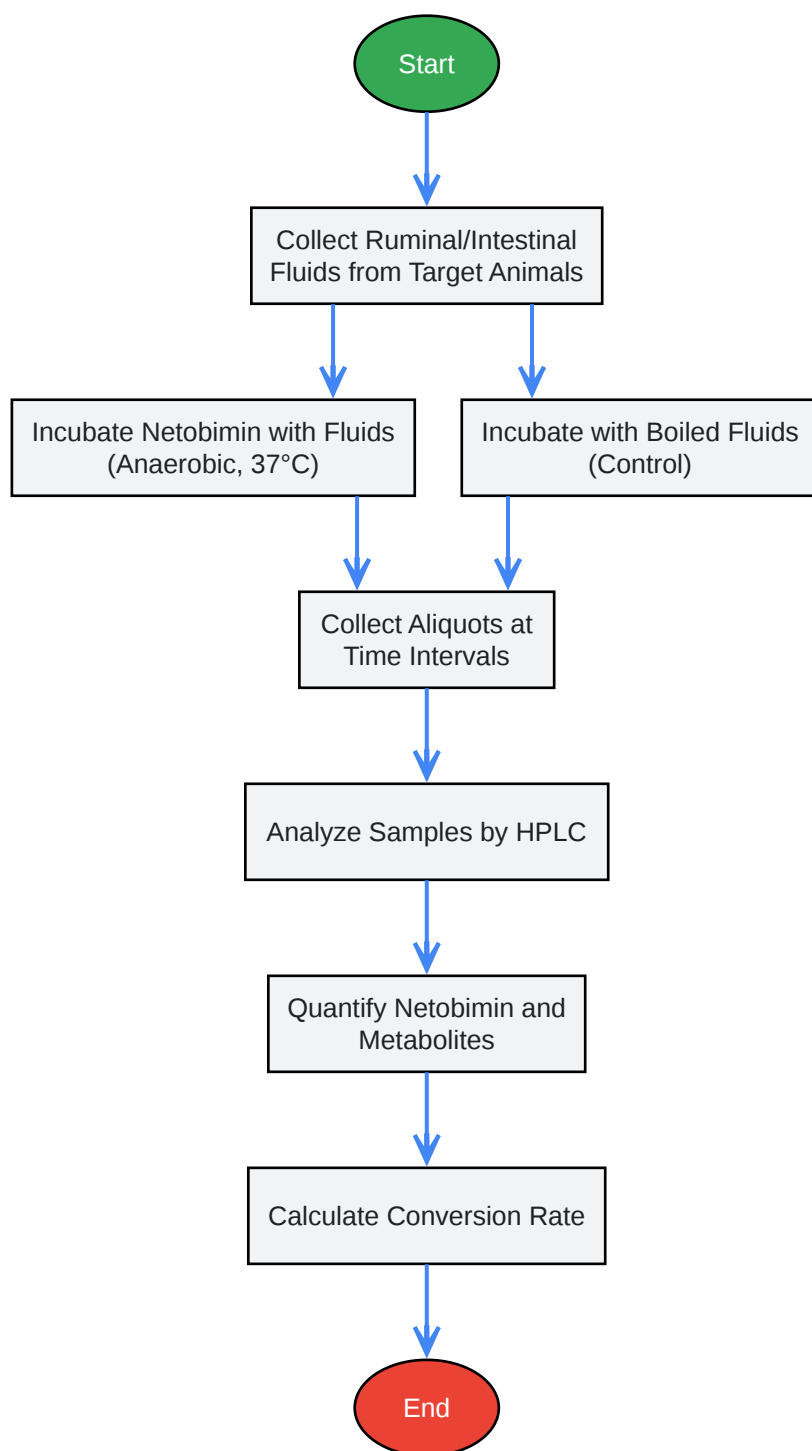 Start
Collect Ruminal/Intestinal
Fluids from Target Animals
Incubate Netobimin with Fluids
(Anaerobic, 37°C)
Incubate with Boiled Fluids
(Control)
Collect Aliquots at
Time Intervals
Analyze Samples by HPLC
Quantify Netobimin and
Metabolites
Calculate Conversion Rate
End